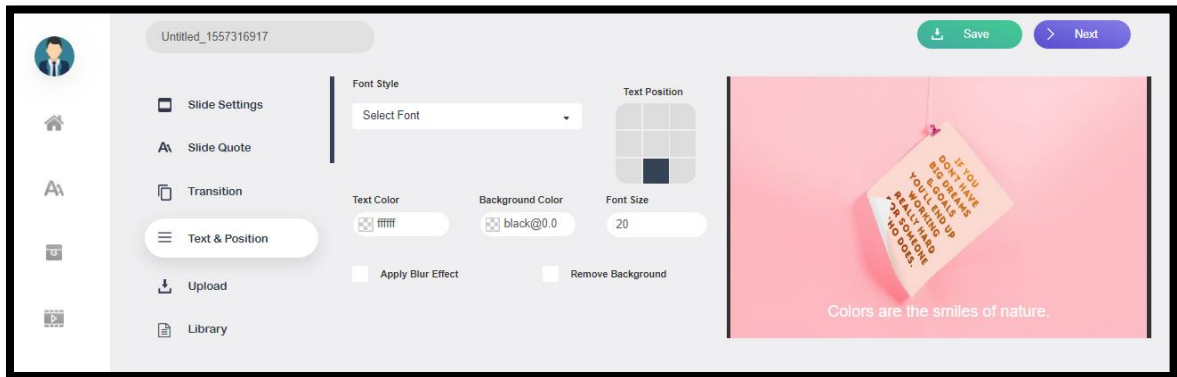 Untitled_1557316917
Save
Next
Slide Settings
Slide Quote
Transition
Text & Position
Upload
Library
Font Style
Select Font
Text Position
Text Color
ffffff
Background Color
black@0.0
Font Size
20
Apply Blur Effect
Remove Background
IF YOU
DON'T HAVE
BIG DREAMS
& GOALS
YOU'LL END UP
WORKING
REALLY HARD
FOR SOMEONE
WHO DOES.
Colors are the smiles of nature.
G